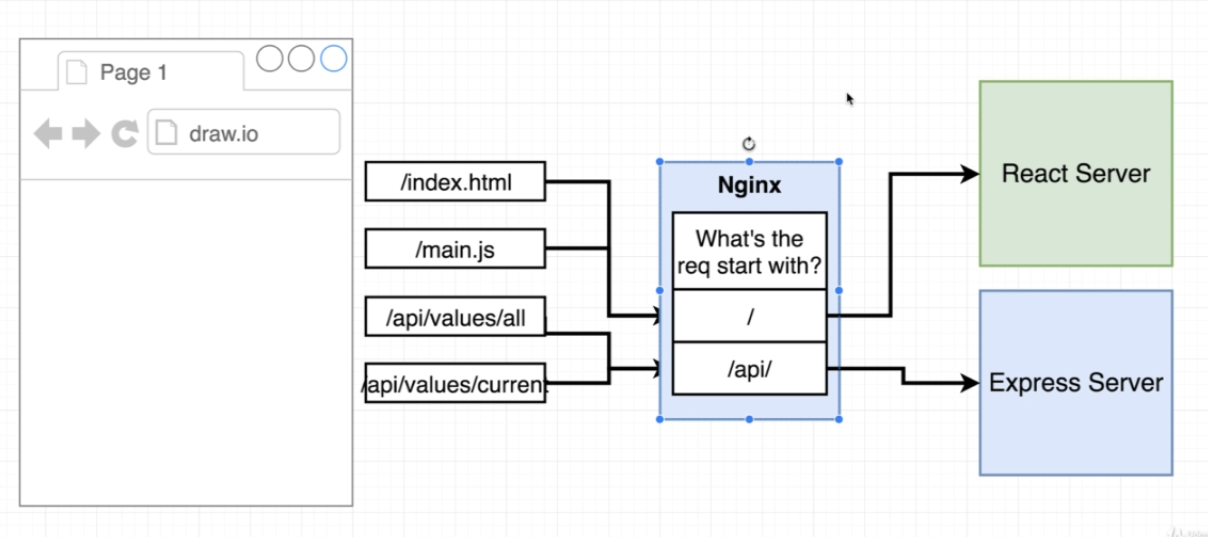 Page 1
draw.io
/index.html
/main.js
/api/values/all
/api/values/current
Nginx
What's the
req start with?
/
/api/
React Server
Express Server